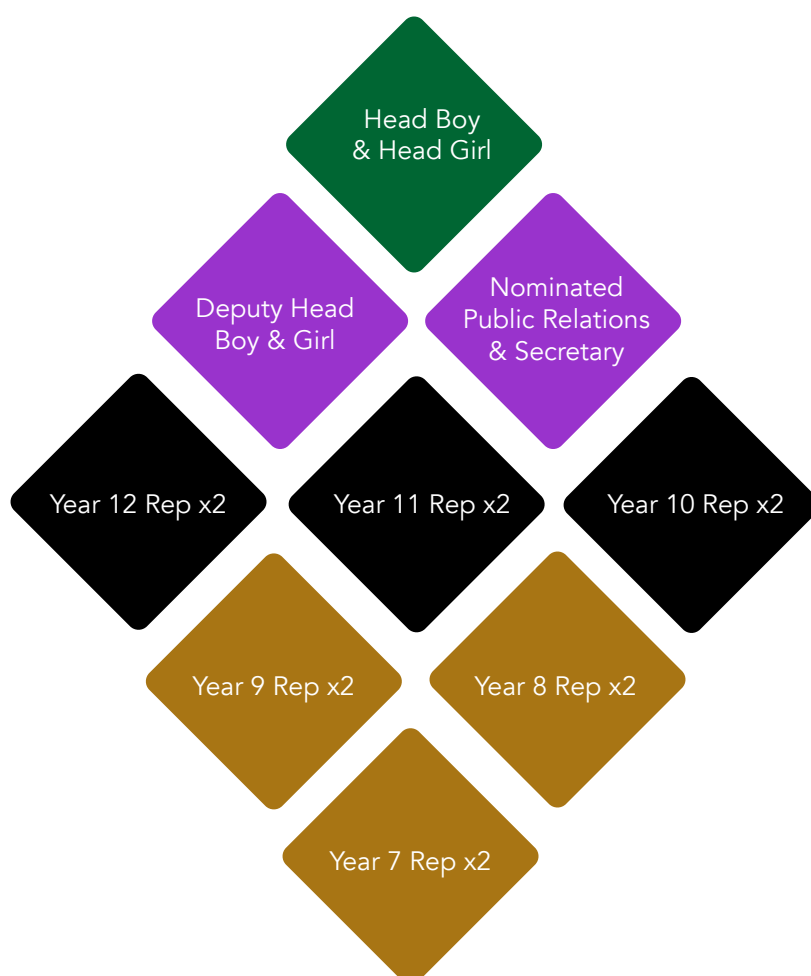 Head Boy
& Head Girl
Deputy Head
Boy & Girl
Nominated
Public Relations
& Secretary
Year 12 Rep x2
Year 11 Rep x2
Year 10 Rep x2
Year 9 Rep x2
Year 8 Rep x2
Year 7 Rep x2